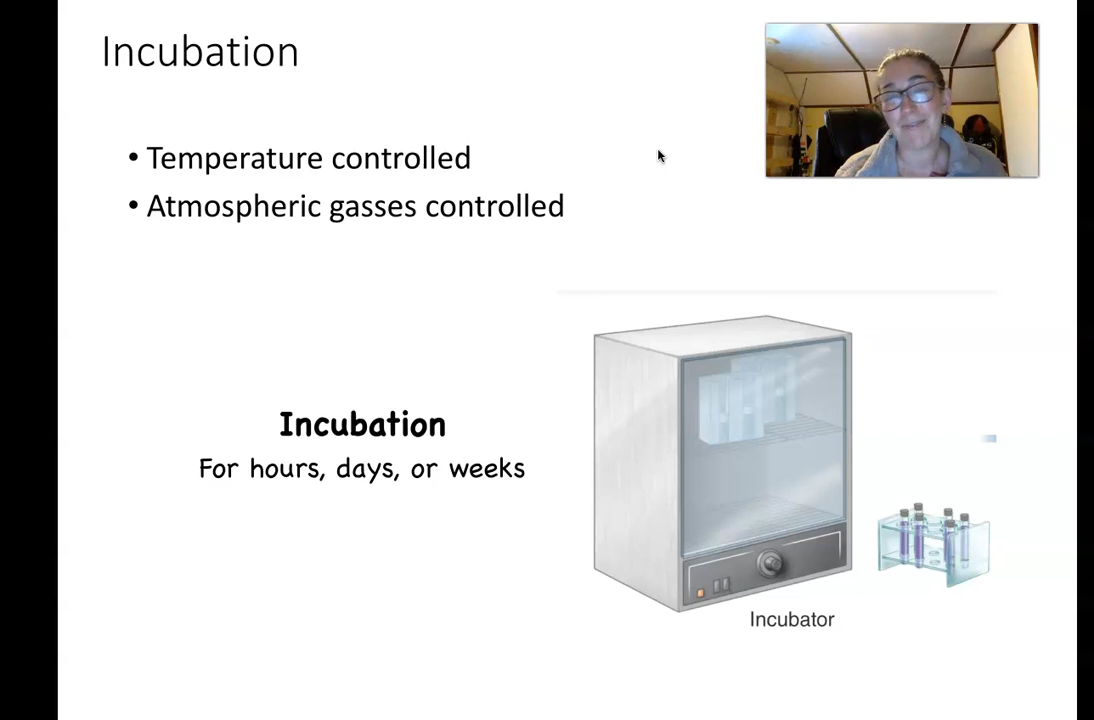 Incubation
• Temperature controlled
• Atmospheric gasses controlled
Incubation
For hours, days, or weeks
Incubator